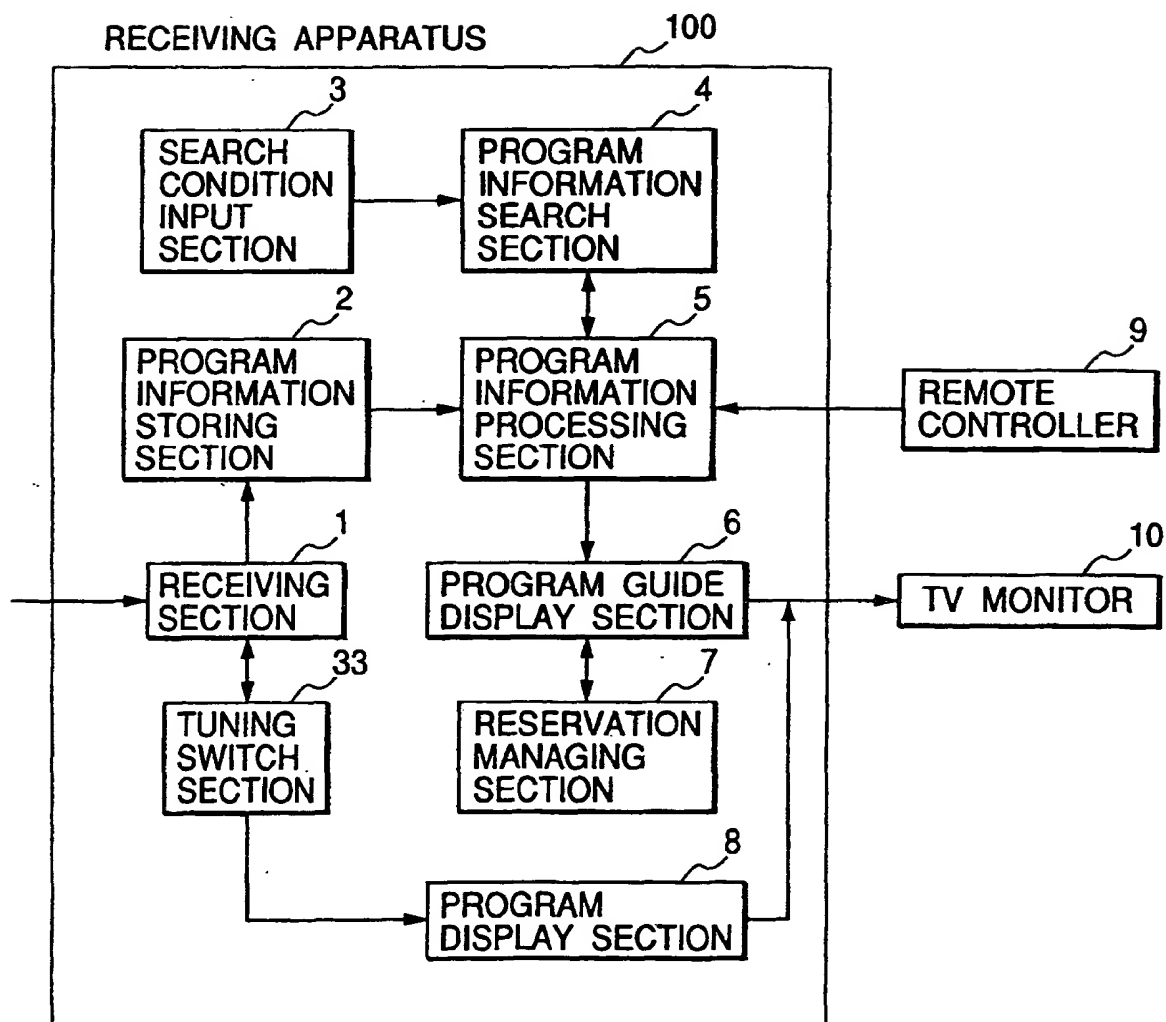 RECEIVING APPARATUS
100
3
SEARCH
CONDITION
INPUT
SECTION
4
PROGRAM
INFORMATION
SEARCH
SECTION
2
PROGRAM
INFORMATION
STORING
SECTION
5
PROGRAM
INFORMATION
PROCESSING
SECTION
9
REMOTE
CONTROLLER
1
RECEIVING
SECTION
6
PROGRAM GUIDE
DISPLAY SECTION
10
TV MONITOR
33
TUNING
SWITCH
SECTION
7
RESERVATION
MANAGING
SECTION
8
PROGRAM
DISPLAY SECTION